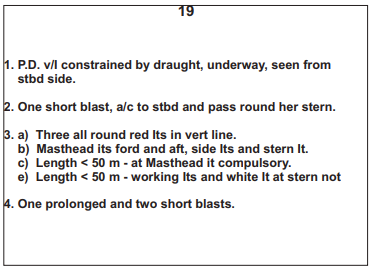 19
1. P.D. v/l constrained by draught, underway, seen from
stbd side.
2. One short blast, a/c to stbd and pass round her stern.
3. a) Three all round red lts in vert line.
b) Masthead lts ford and aft, side lts and stern lt.
c) Length < 50 m - at Masthead it compulsory.
e) Length < 50 m - working lts and white lt at stern not
4. One prolonged and two short blasts.